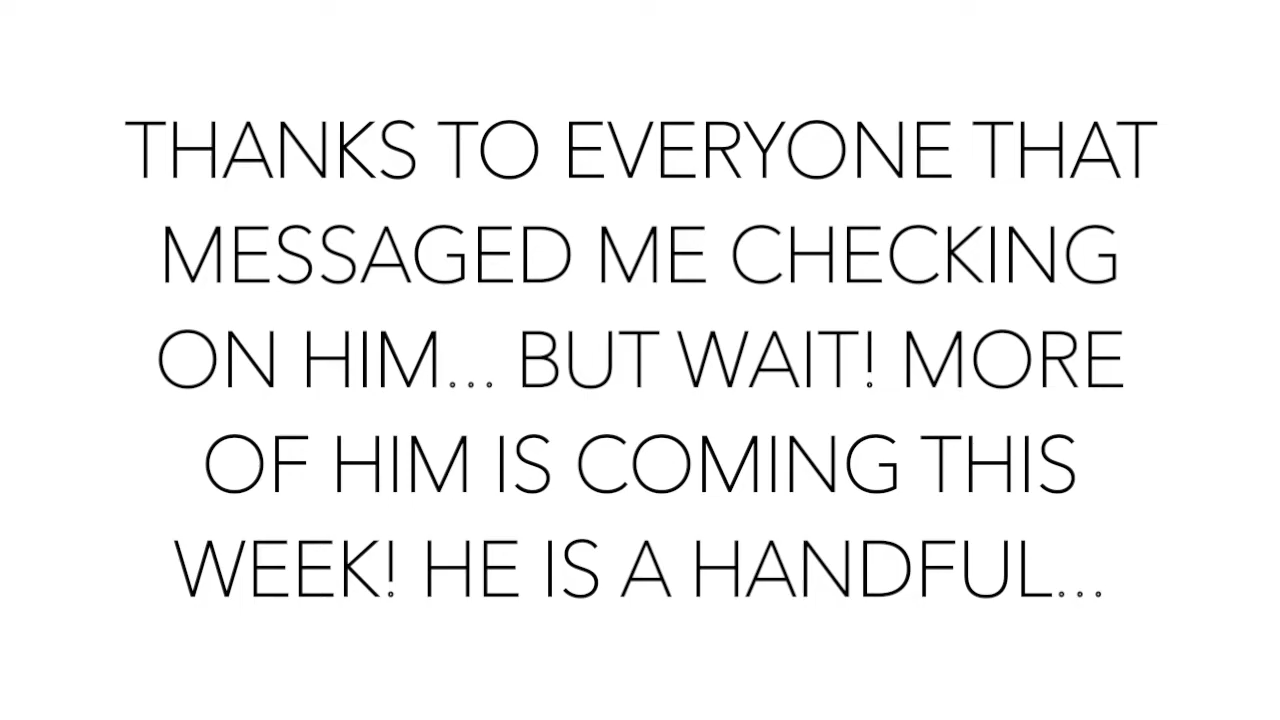 THANKS TO EVERYONE THAT
MESSAGED ME CHECKING
ON HIM... BUT WAIT! MORE
OF HIM IS COMING THIS
WEEK! HE IS A HANDFUL...